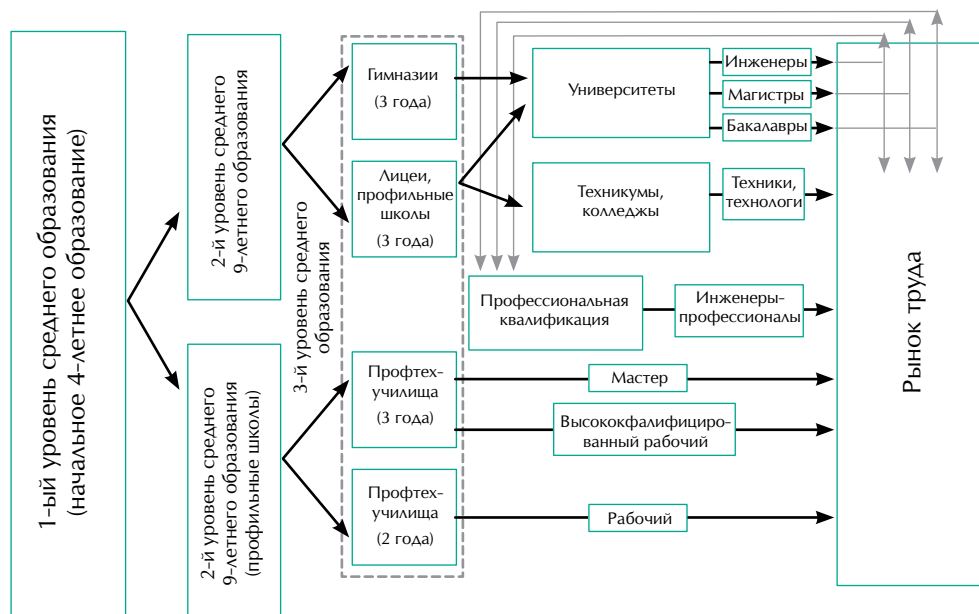 1-ый уровень среднего образования
(начальное 4-летнее образование)
2-й уровень среднего
9-летнего образования
2-й уровень среднего
9-летнего образования
(профильные школы)
3-й уровень среднего
образования
Гимназии
(3 года)
Лицеи,
профильные
школы
(3 года)
Профтех-
училища
(3 года)
Профтех-
училища
(2 года)
Университеты
Инженеры
Магистры
Бакалавры
Техникумы,
колледжы
Техники,
технологи
Профессиональная
квалификация
Инженеры-
профессионалы
Мастер
Высококфалифициро-
ванный рабочий
Рабочий
Рынок труда